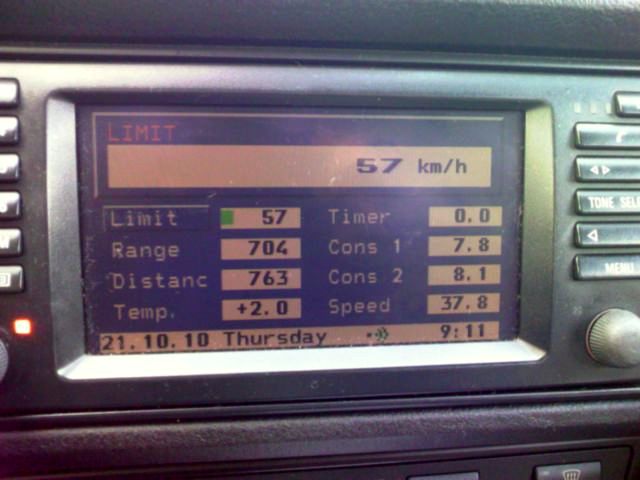 LIMIT
57 km/h
Limit 57 Timer 0.0
Range 704 Cons 1 7.8
Distanc 763 Cons 2 8.1
Temp. +2.0 Speed 37.8
21.10.10 Thursday 9:11
TONE SELE
MENU